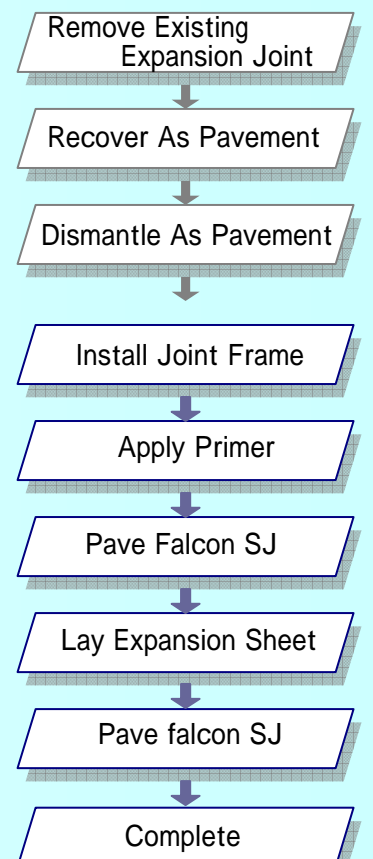 Remove Existing
Expansion Joint
Recover As Pavement
Dismantle As Pavement
Install Joint Frame
Apply Primer
Pave Falcon SJ
Lay Expansion Sheet
Pave falcon SJ
Complete